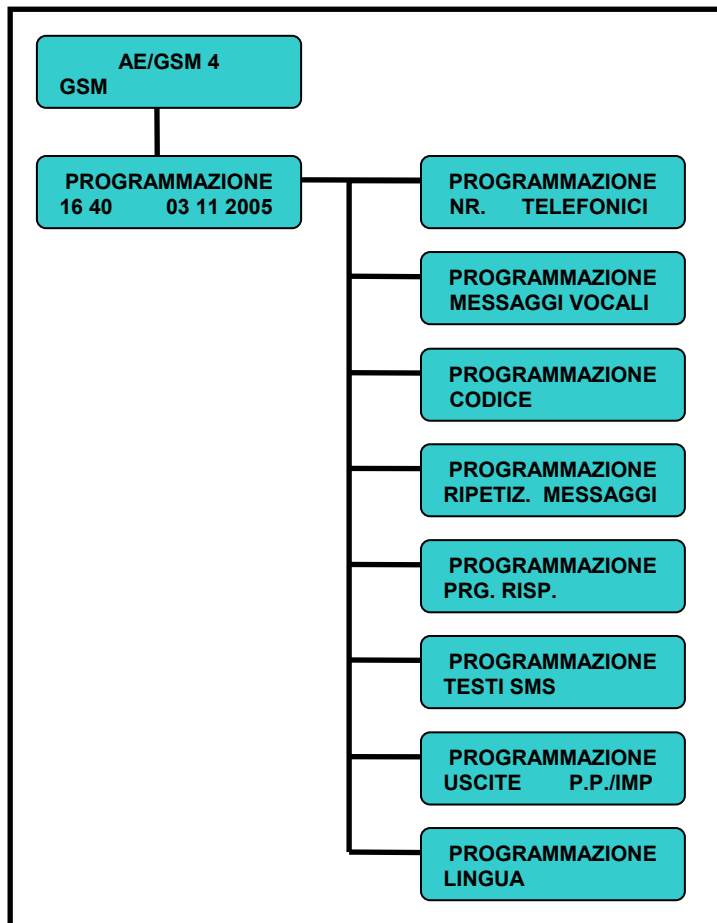 AE/GSM 4
GSM
PROGRAMMAZIONE
16 40 03 11 2005
PROGRAMMAZIONE
NR. TELEFONICI
PROGRAMMAZIONE
MESSAGGI VOCALI
PROGRAMMAZIONE
CODICE
PROGRAMMAZIONE
RIPETIZ. MESSAGGI
PROGRAMMAZIONE
PRG. RISP.
PROGRAMMAZIONE
TESTI SMS
PROGRAMMAZIONE
USCITE P.P./IMP
PROGRAMMAZIONE
LINGUA